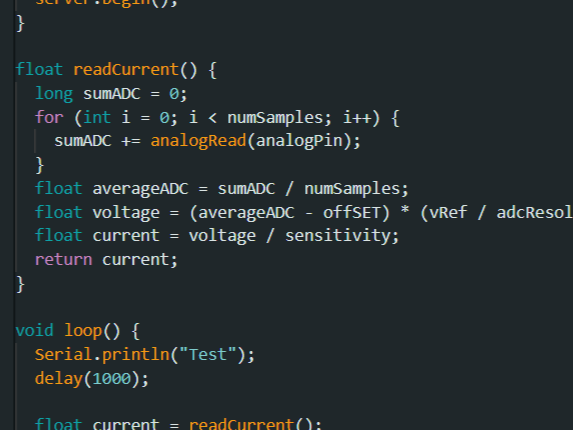 server.begin();
}
float readCurrent() {
long sumADC = 0;
for (int i = 0; i < numSamples; i++) {
sumADC += analogRead(analogPin);
}
float averageADC = sumADC / numSamples;
float voltage = (averageADC - offSET) * (vRef / adcResol
float current = voltage / sensitivity;
return current;
}
void loop() {
Serial.println("Test");
delay(1000);
float current = readCurrent();